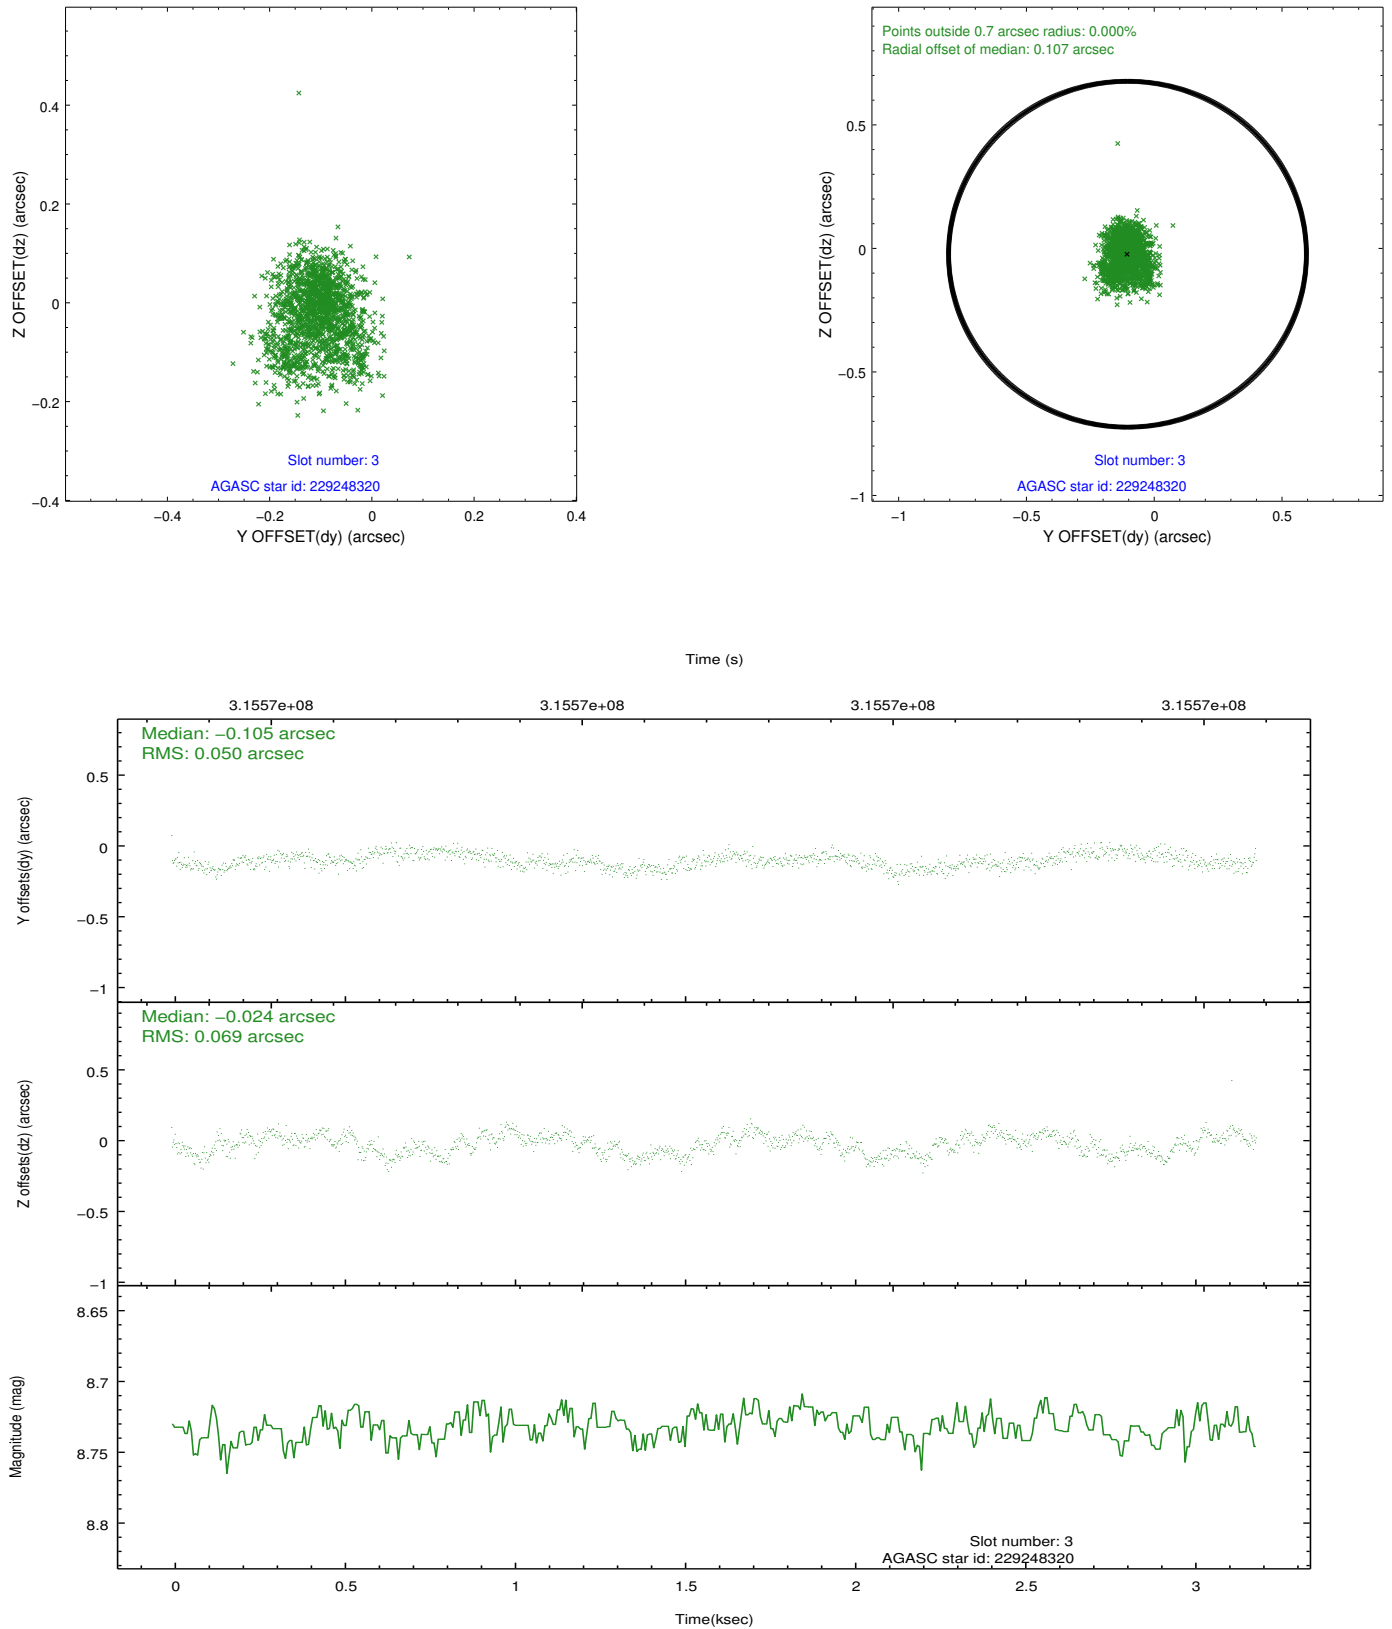 0.4
0.2
0
−0.2
−0.4
Z OFFSET(dz) (arcsec)
Slot number: 3
AGASC star id: 229248320
−0.4
−0.2
0
0.2
0.4
Y OFFSET(dy) (arcsec)
Points outside 0.7 arcsec radius: 0.000%
Radial offset of median: 0.107 arcsec
0.5
0
−0.5
−1
Z OFFSET(dz) (arcsec)
Slot number: 3
AGASC star id: 229248320
−1
−0.5
0
0.5
Y OFFSET(dy) (arcsec)
Time (s)
3.1557e+08
3.1557e+08
3.1557e+08
3.1557e+08
Median: −0.105 arcsec
RMS: 0.050 arcsec
0.5
0
−0.5
−1
Y offsets(dy) (arcsec)
Median: −0.024 arcsec
RMS: 0.069 arcsec
0.5
0
−0.5
−1
Z offsets(dz) (arcsec)
8.65
8.7
8.75
8.8
Magnitude (mag)
Slot number: 3
AGASC star id: 229248320
0
0.5
1
1.5
2
2.5
3
Time(ksec)